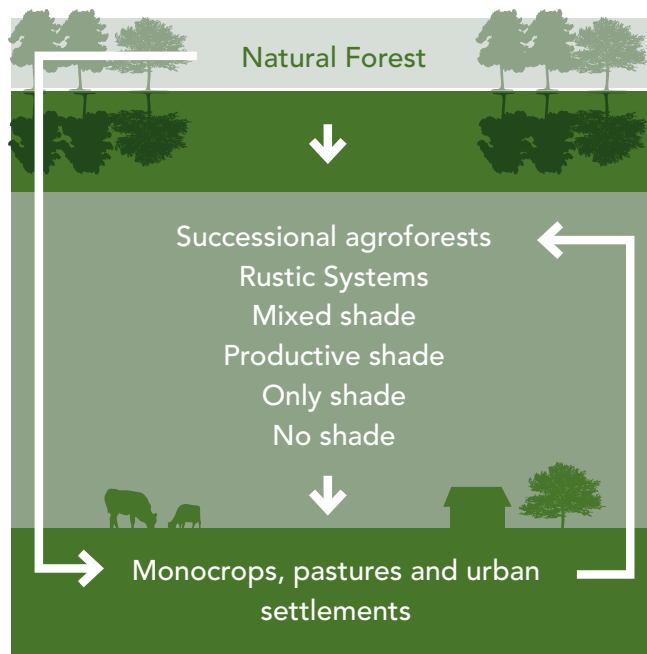 Natural Forest
Successional agroforests
Rustic Systems
Mixed shade
Productive shade
Only shade
No shade
Monocrops, pastures and urban
settlements